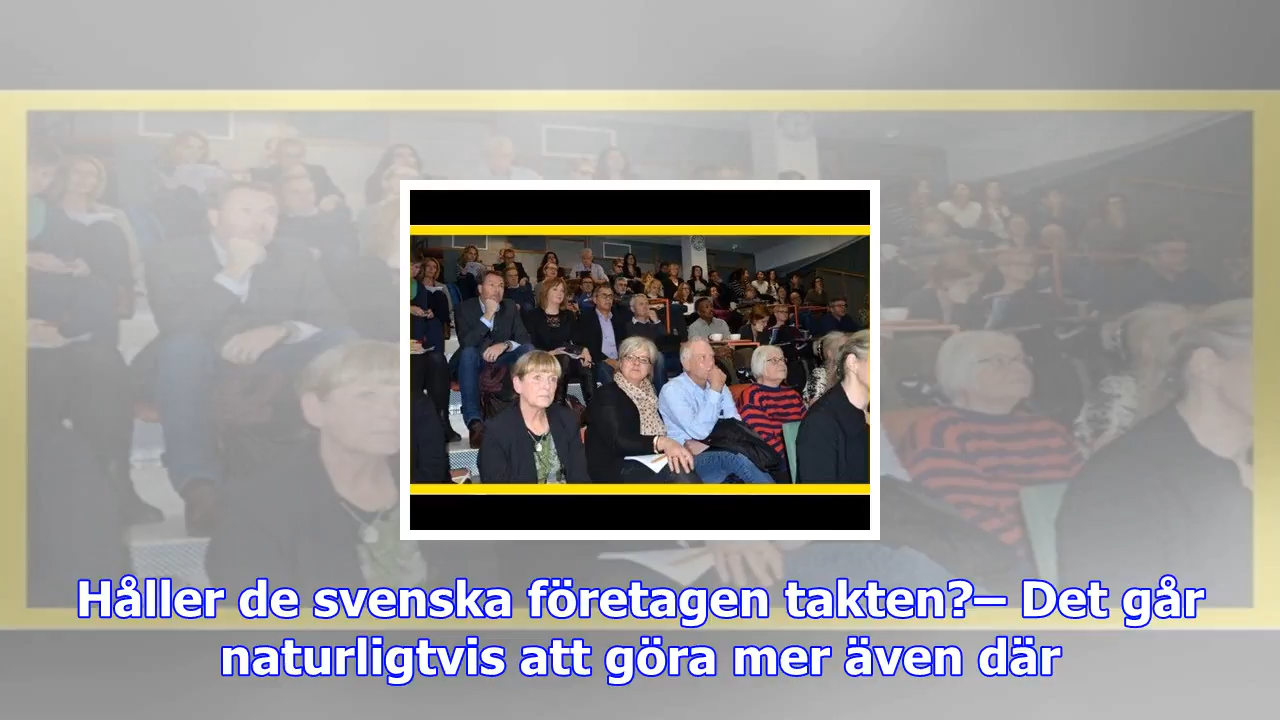 Håller de svenska företagen takten?– Det går
naturligtvis att göra mer även där